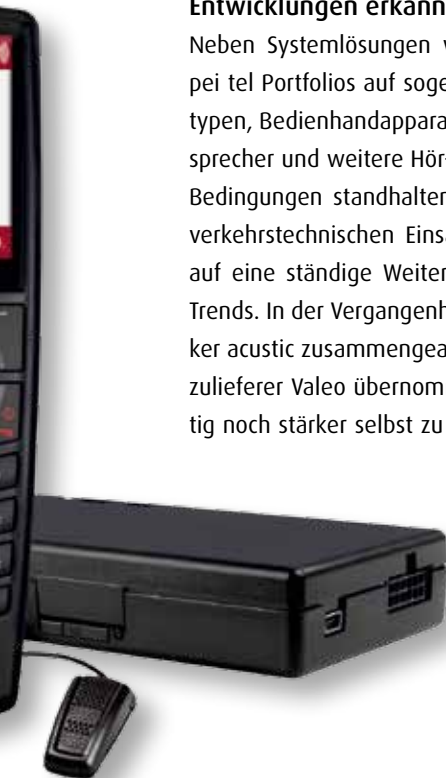 Entwicklungen erkann
Neben Systemlösungen
pei tel Portfolios auf soge
typen, Bedienhandappara
sprecher und weitere Hör-
Bedingungen standhalten
verkehrstechnischen Eins
auf eine ständige Weiter
Trends. In der Vergangenh
ker acustic zusammengea
zulieferer Valeo übernom
tig noch stärker selbst zu